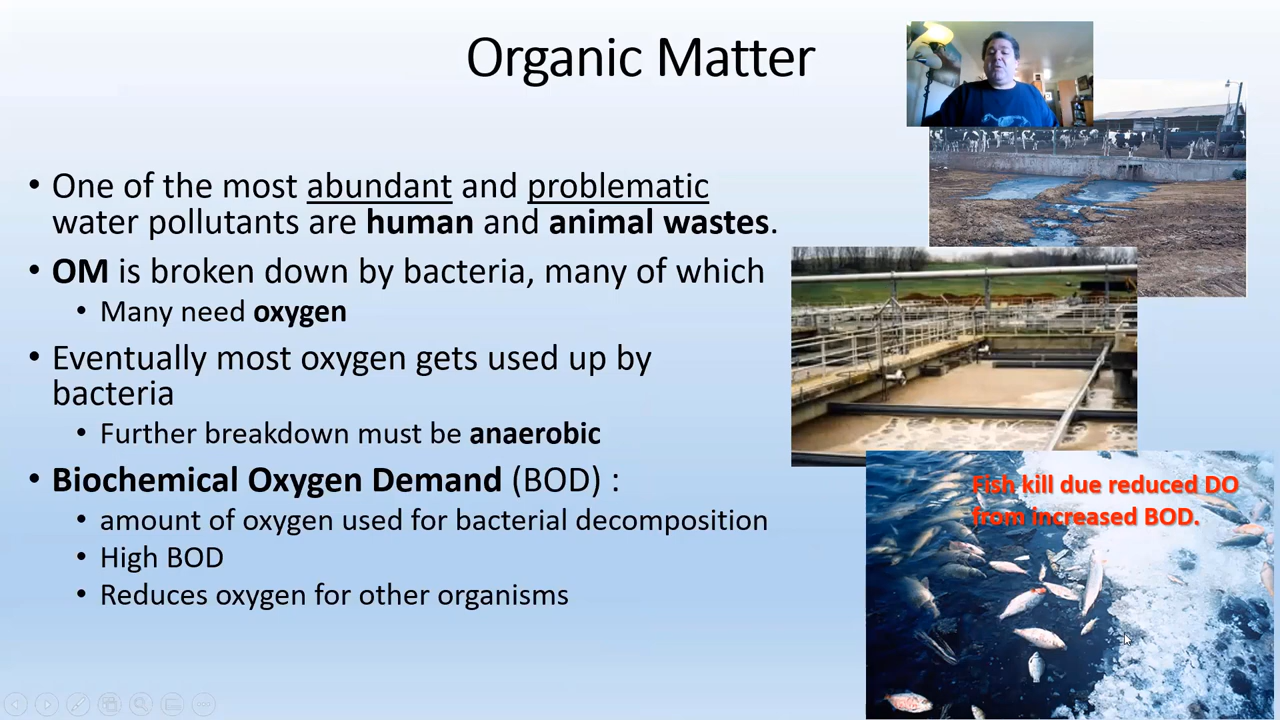 Organic Matter
• One of the most abundant and problematic
water pollutants are human and animal wastes.
• OM is broken down by bacteria, many of which
• Many need oxygen
• Eventually most oxygen gets used up by
bacteria
• Further breakdown must be anaerobic
• Biochemical Oxygen Demand (BOD) :
• amount of oxygen used for bacterial decomposition
• High BOD
• Reduces oxygen for other organisms
Fish kill due reduced DO
from increased BOD.